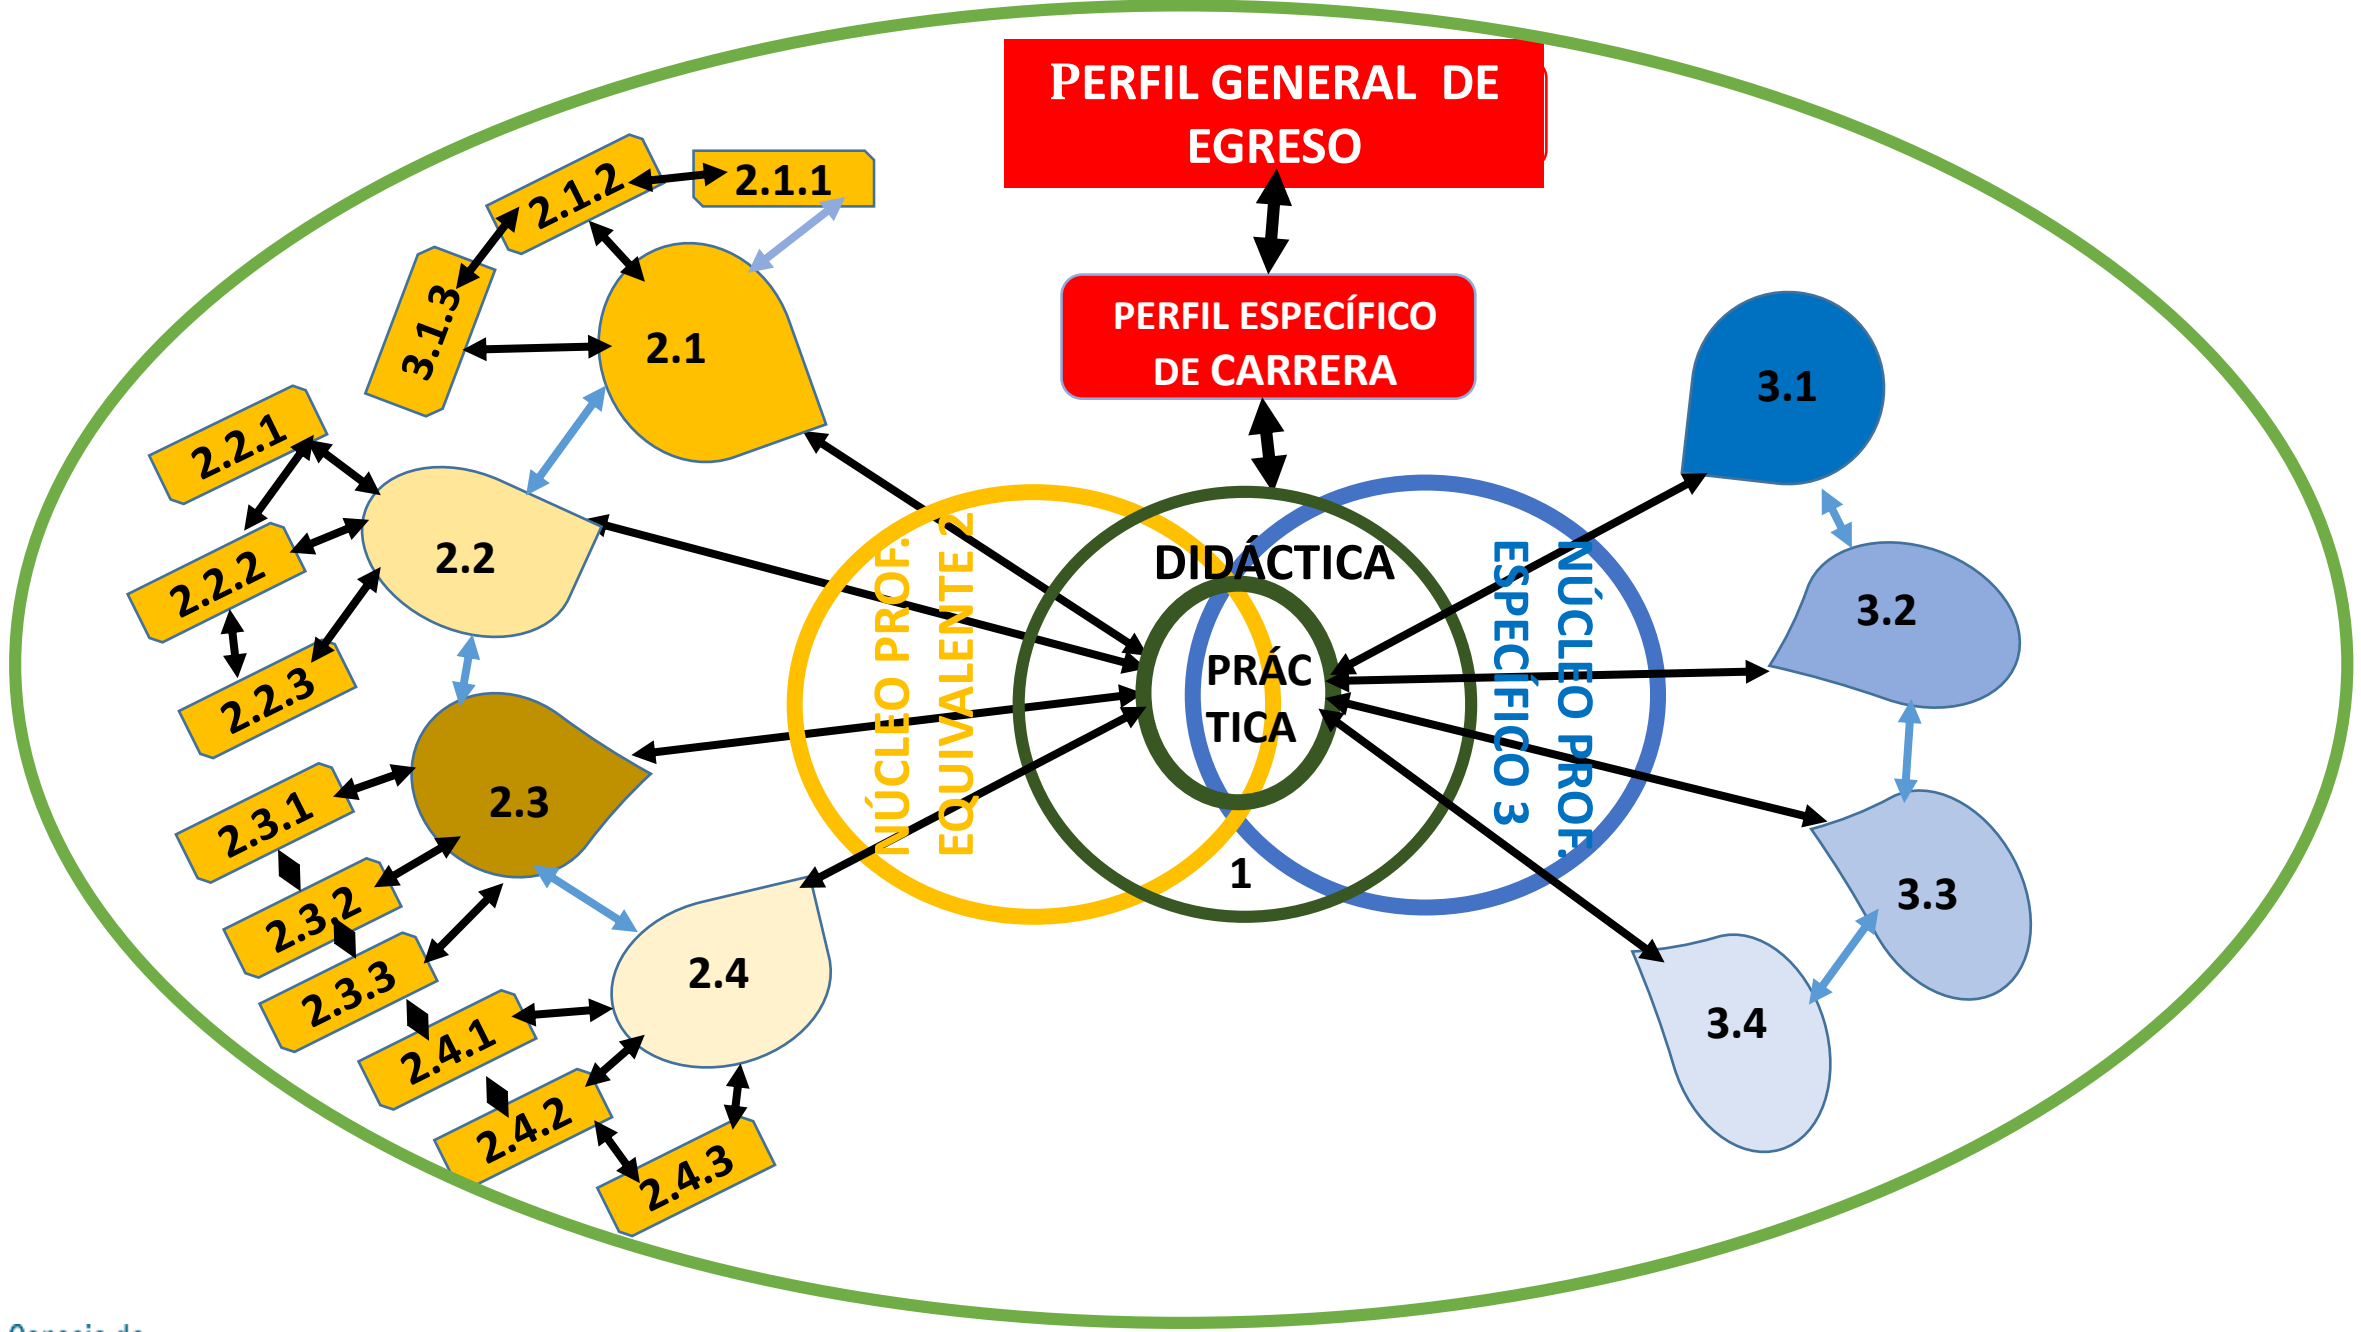 PERFIL GENERAL DE
EGRESO
PERFIL ESPECÍFICO
DE CARRERA
2.1.2
2.1.1
3.1.3
2.1
2.2.1
2.2.2
2.2.3
2.2
2.3.1
2.3.2
2.3.3
2.3
2.4.1
2.4.2
2.4.3
2.4
NÚCLEO PROF.
EQUIVALENTE 2
DIDÁCTICA
PRÁC
TICA
1
NÚCLEO PROF.
ESPECÍFICO 3
3.1
3.2
3.3
3.4